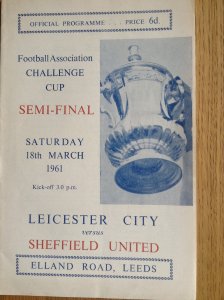 OFFICIAL PROGRAMME . . . PRICE 6d.
Football Association
CHALLENGE
CUP
SEMI-FINAL
SATURDAY
18th MARCH
1961
Kick-off 3.0 p.m.
LEICESTER CITY
versus
SHEFFIELD UNITED
ELLAND ROAD, LEEDS